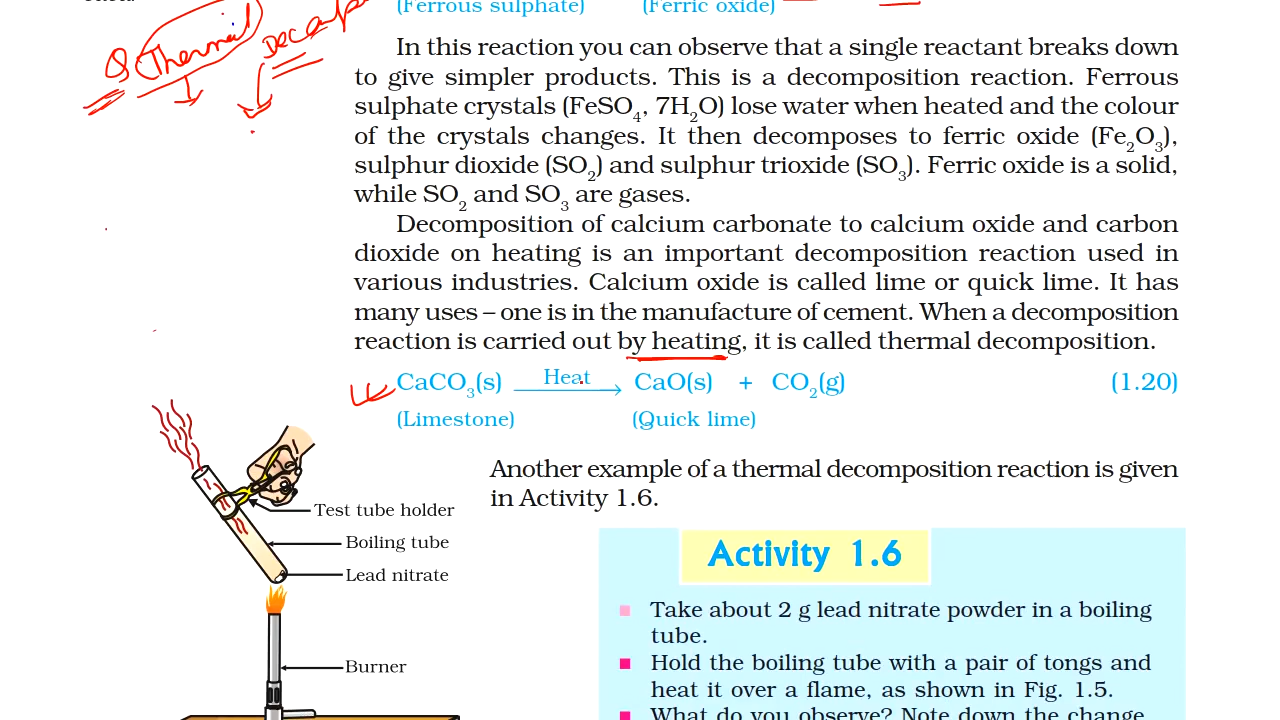 (Ferrous sulphate) (Ferric oxide)
Q Thermal Decomp
In this reaction you can observe that a single reactant breaks down
to give simpler products. This is a decomposition reaction. Ferrous
sulphate crystals (FeSO₄, 7H₂O) lose water when heated and the colour
of the crystals changes. It then decomposes to ferric oxide (Fe₂O₃),
sulphur dioxide (SO₂) and sulphur trioxide (SO₃). Ferric oxide is a solid,
while SO₂ and SO₃ are gases.
Decomposition of calcium carbonate to calcium oxide and carbon
dioxide on heating is an important decomposition reaction used in
various industries. Calcium oxide is called lime or quick lime. It has
many uses – one is in the manufacture of cement. When a decomposition
reaction is carried out by heating, it is called thermal decomposition.
Heat
CaCO₃(s) → CaO(s) + CO₂(g) (1.20)
(Limestone) (Quick lime)
Another example of a thermal decomposition reaction is given
in Activity 1.6.
Test tube holder
Boiling tube
Lead nitrate
Burner
Activity 1.6
Take about 2 g lead nitrate powder in a boiling
tube.
Hold the boiling tube with a pair of tongs and
heat it over a flame, as shown in Fig. 1.5.
What do you observe? Note down the change,